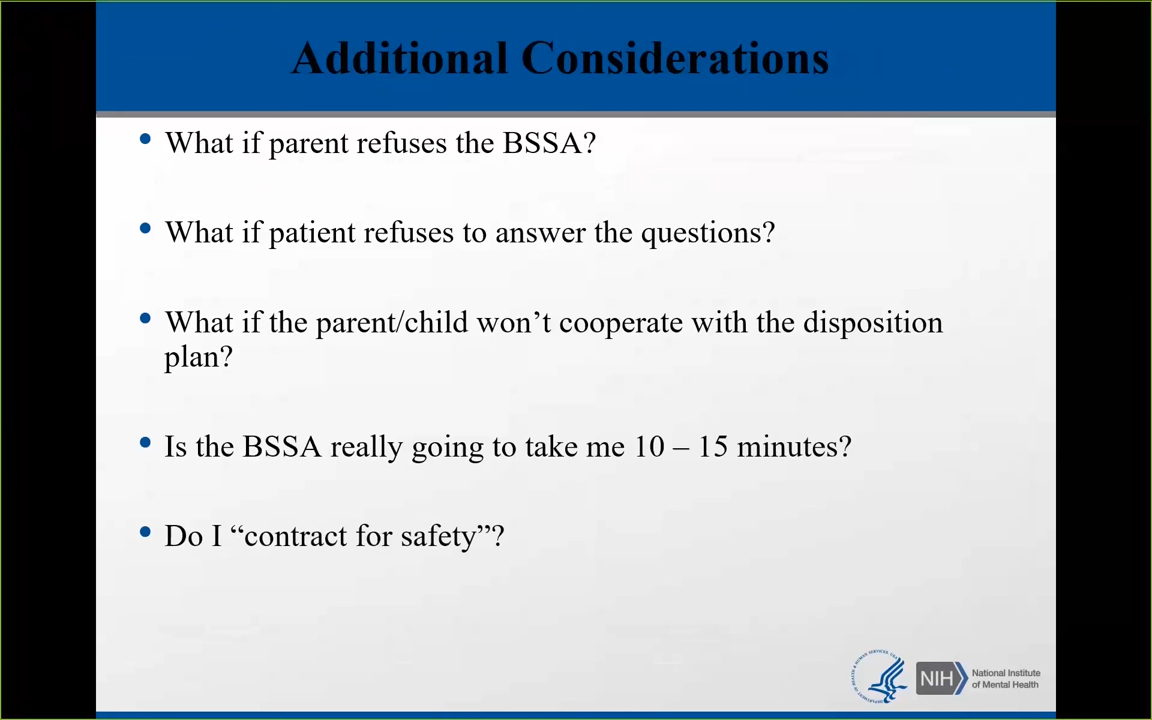 Additional Considerations
• What if parent refuses the BSSA?
• What if patient refuses to answer the questions?
• What if the parent/child won’t cooperate with the disposition
plan?
• Is the BSSA really going to take me 10 – 15 minutes?
• Do I “contract for safety”?
NIH
National Institute
of Mental Health